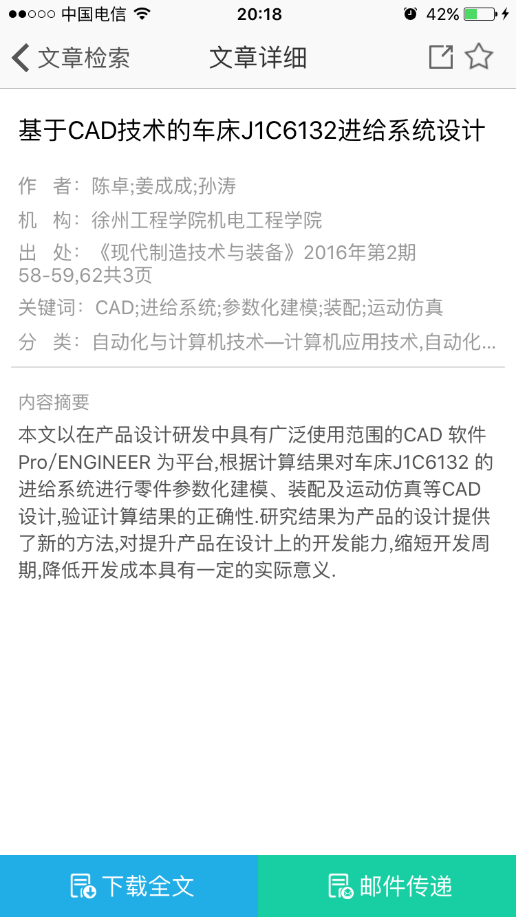 中国电信 20:18 42%
文章检索 文章详细
基于CAD技术的车床J1C6132进给系统设计
作 者：陈卓;姜成成;孙涛
机 构：徐州工程学院机电工程学院
出 处：《现代制造技术与装备》2016年第2期
58-59,62共3页
关键词：CAD;进给系统;参数化建模;装配;运动仿真
分 类：自动化与计算机技术—计算机应用技术,自动化...
内容摘要
本文以在产品设计研发中具有广泛使用范围的CAD 软件
Pro/ENGINEER 为平台,根据计算结果对车床J1C6132 的
进给系统进行零件参数化建模、装配及运动仿真等CAD
设计,验证计算结果的正确性.研究结果为产品的设计提供
了新的方法,对提升产品在设计上的开发能力,缩短开发周
期,降低开发成本具有一定的实际意义.
下载全文 邮件传递